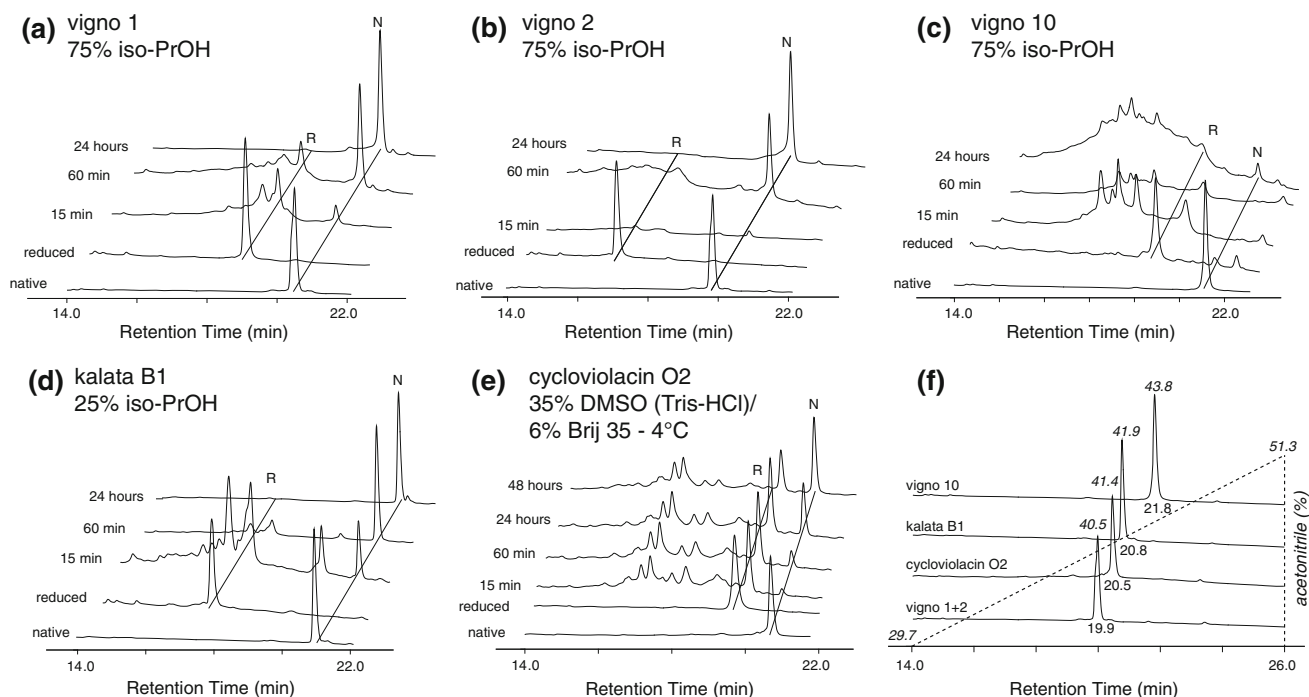 (a) vigno 1
75% iso-PrOH
N
R
24 hours
60 min
15 min
reduced
native
14.0 22.0
Retention Time (min)
(b) vigno 2
75% iso-PrOH
N
R
24 hours
60 min
15 min
reduced
native
14.0 22.0
Retention Time (min)
(c) vigno 10
75% iso-PrOH
R
N
24 hours
60 min
15 min
reduced
native
14.0 22.0
Retention Time (min)
(d) kalata B1
25% iso-PrOH
N
R
24 hours
60 min
15 min
reduced
native
14.0 22.0
Retention Time (min)
(e) cycloviolacin O2
35% DMSO (Tris-HCl)/
6% Brij 35 - 4°C
N
R
48 hours
24 hours
60 min
15 min
reduced
native
14.0 22.0
Retention Time (min)
(f)
43.8
41.9
51.3
vigno 10
41.4
21.8
kalata B1
40.5
20.8
cycloviolacin O2
20.5
vigno 1+2
19.9
29.7
acetonitrile (%)
14.0 26.0
Retention Time (min)